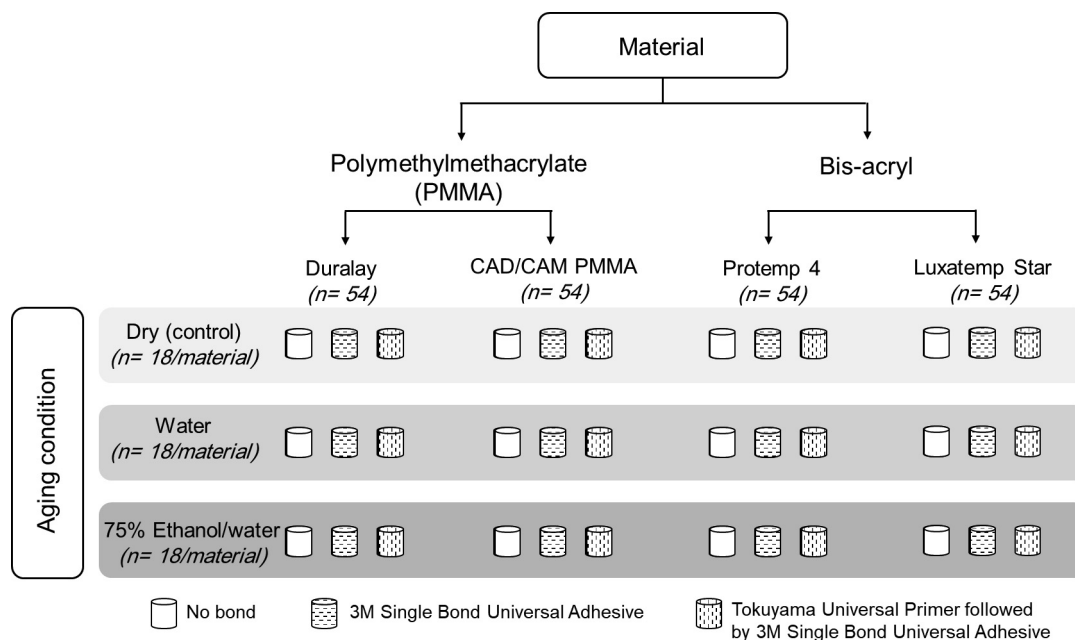 Material
Polymethylmethacrylate
(PMMA)
Bis-acryl
Duralay
(n= 54)
CAD/CAM PMMA
(n= 54)
Protemp 4
(n= 54)
Luxatemp Star
(n= 54)
Aging condition
Dry (control)
(n= 18/material)
Water
(n= 18/material)
75% Ethanol/water
(n= 18/material)
No bond
3M Single Bond Universal Adhesive
Tokuyama Universal Primer followed
by 3M Single Bond Universal Adhesive